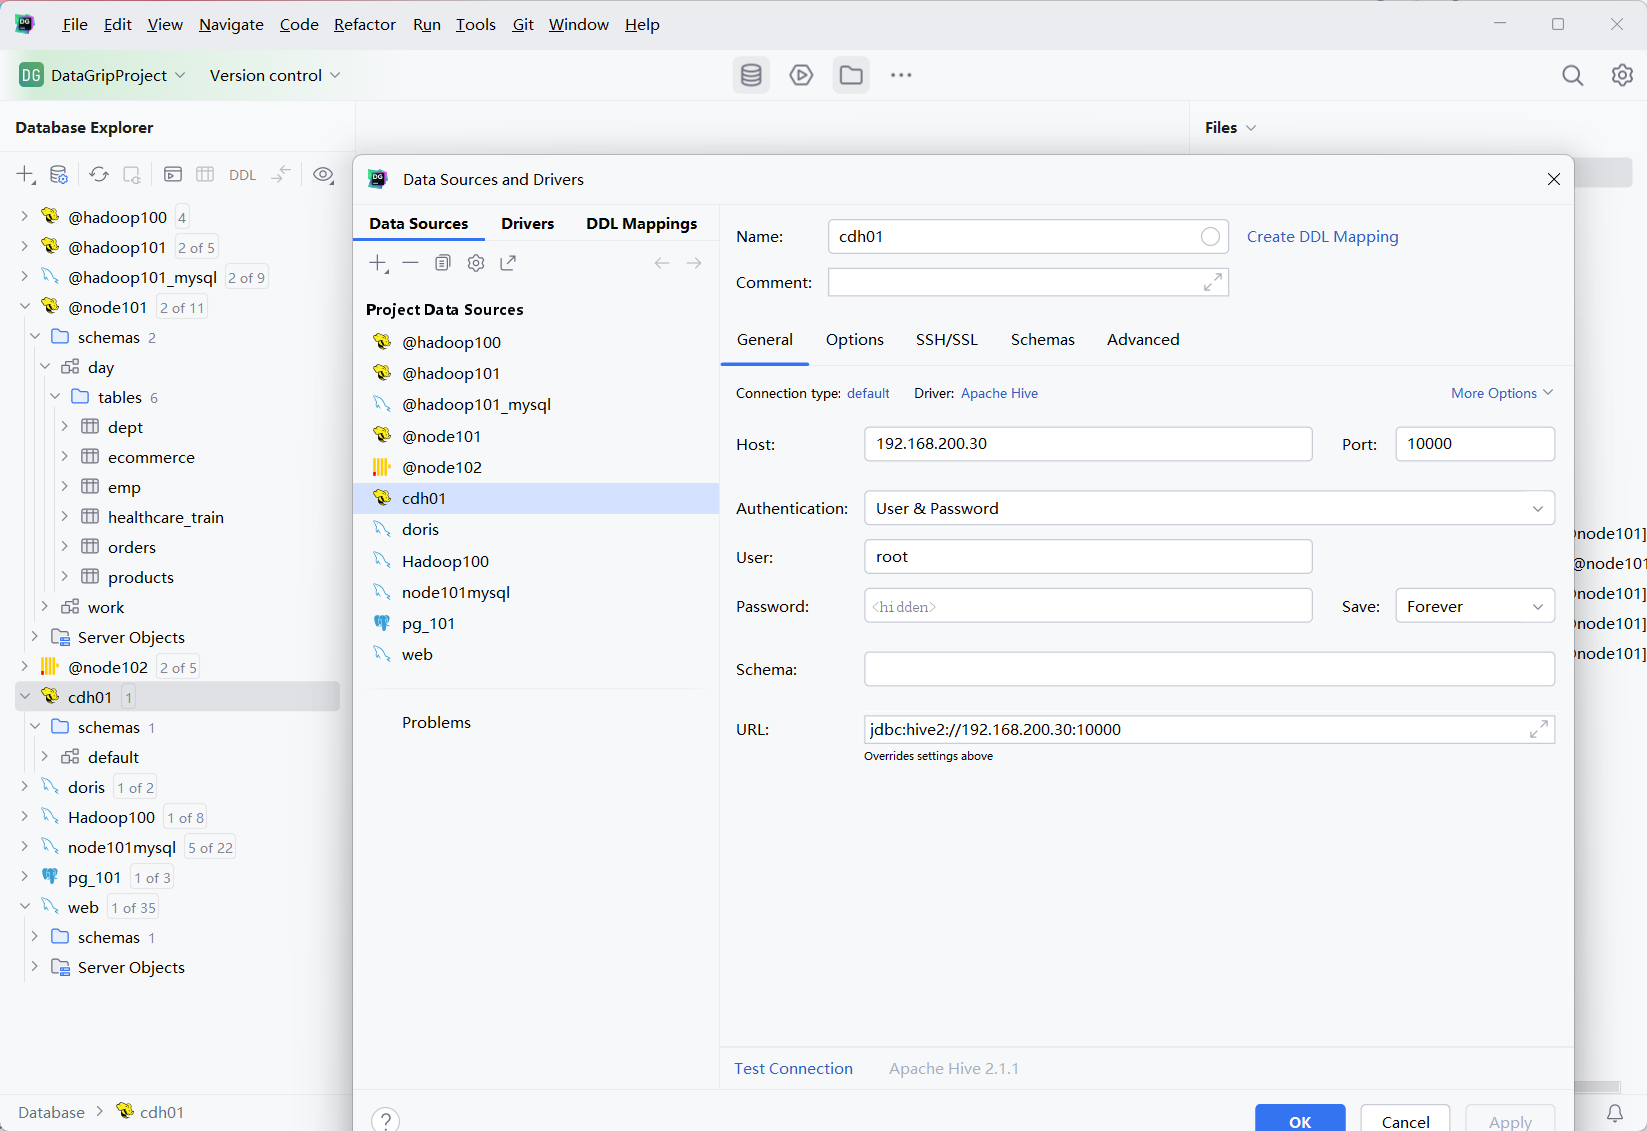 File Edit View Navigate Code Refactor Run Tools Git Window Help
DG DataGripProject Version control
Database Explorer
Files
DDL
@hadoop100 4
@hadoop101 2 of 5
@hadoop101_mysql 2 of 9
@node101 2 of 11
schemas 2
day
tables 6
dept
ecommerce
emp
healthcare_train
orders
products
work
Server Objects
@node102 2 of 5
cdh01 1
schemas 1
default
doris 1 of 2
Hadoop100 1 of 8
node101mysql 5 of 22
pg_101 1 of 3
web 1 of 35
schemas 1
Server Objects
Database > cdh01
Data Sources and Drivers
Data Sources Drivers DDL Mappings
Project Data Sources
@hadoop100
@hadoop101
@hadoop101_mysql
@node101
@node102
cdh01
doris
Hadoop100
node101mysql
pg_101
web
Problems
Name: cdh01 Create DDL Mapping
Comment:
General Options SSH/SSL Schemas Advanced
Connection type: default Driver: Apache Hive More Options
Host: 192.168.200.30 Port: 10000
Authentication: User & Password
User: root
Password: <hidden> Save: Forever
Schema:
URL: jdbc:hive2://192.168.200.30:10000
Overrides settings above
Test Connection Apache Hive 2.1.1
? OK Cancel Apply
node101]
@node101
node101]
node101]
node101]